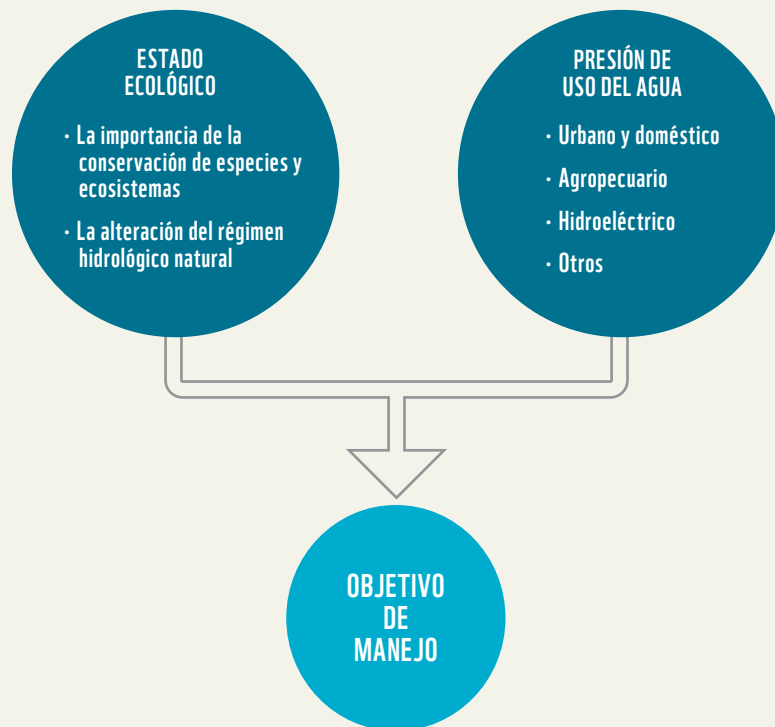 ESTADO
ECOLÓGICO
· La importancia de la
conservación de especies y
ecosistemas
· La alteración del régimen
hidrológico natural
PRESIÓN DE
USO DEL AGUA
· Urbano y doméstico
· Agropecuario
· Hidroeléctrico
· Otros
OBJETIVO
DE
MANEJO